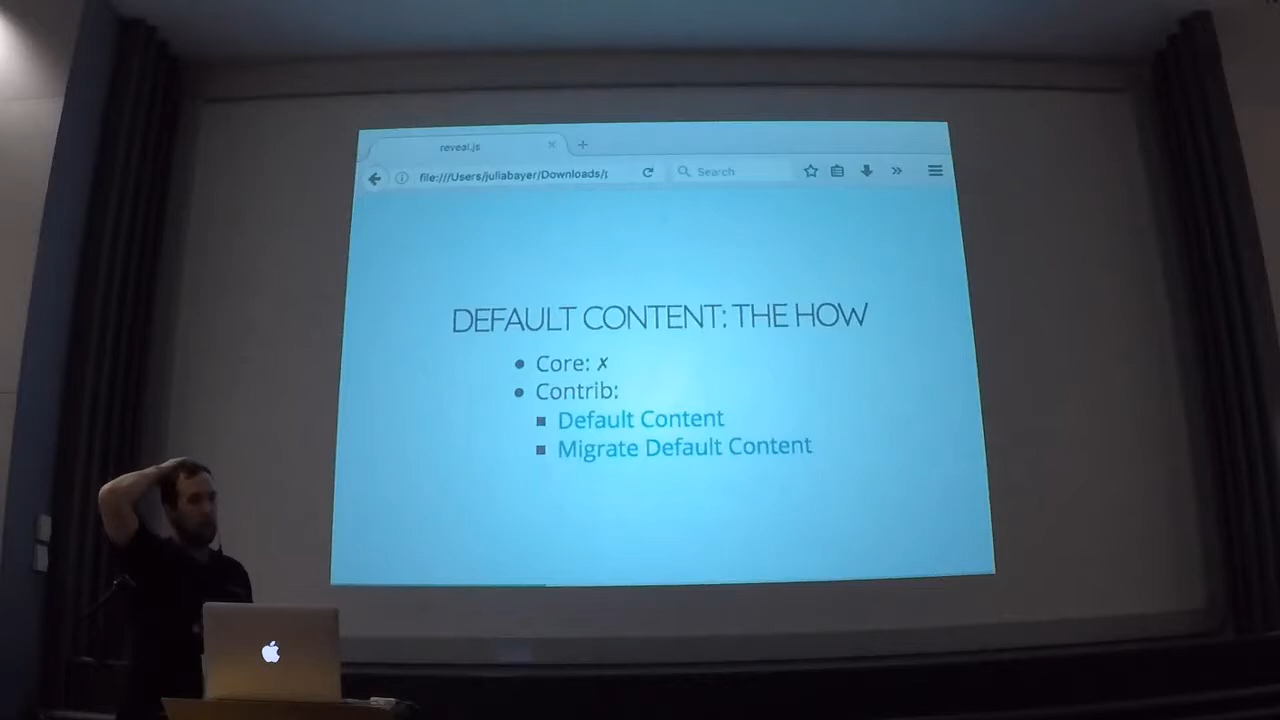 reveal.js
file:///Users/juliabayer/Downloads/
Search
DEFAULT CONTENT: THE HOW
Core: ✗
Contrib:
Default Content
Migrate Default Content